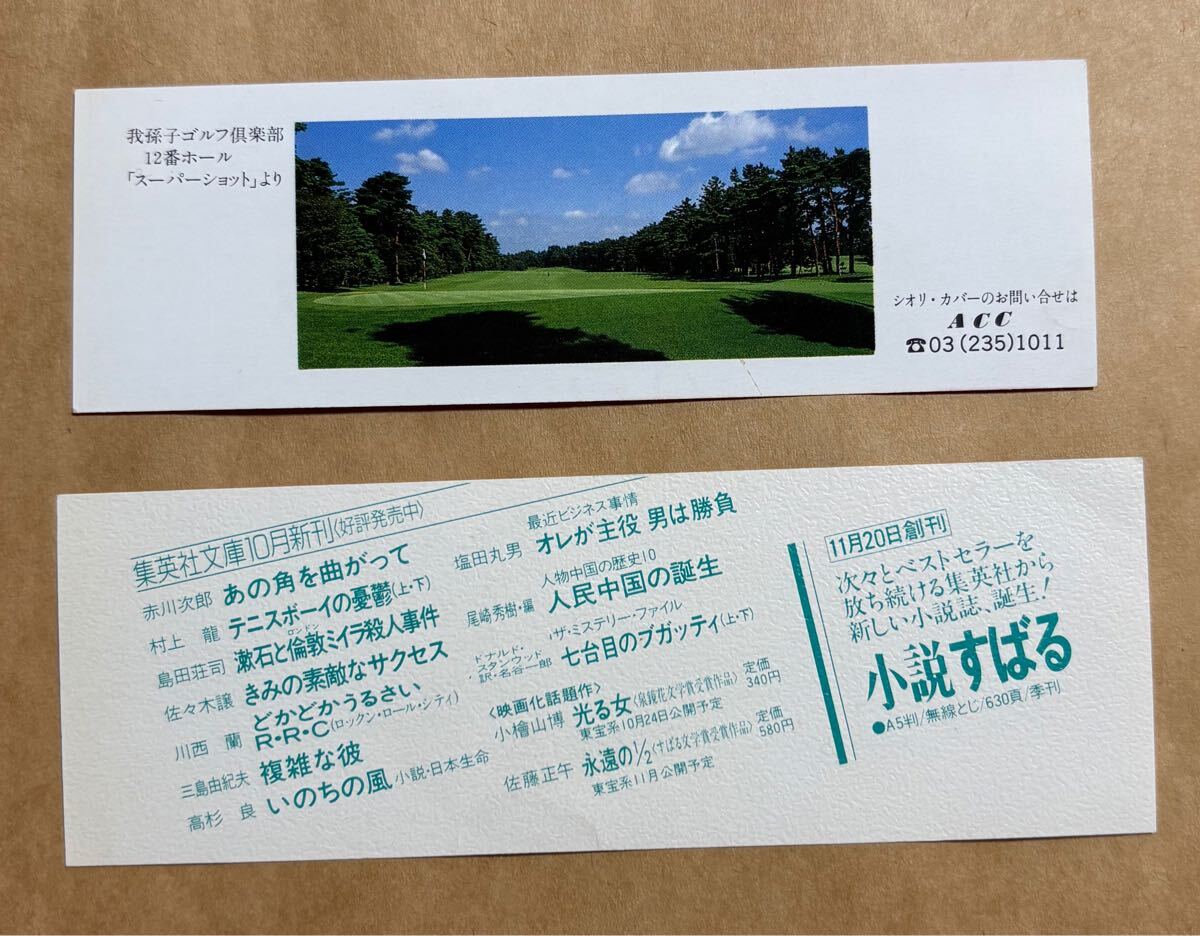 我孫子ゴルフ倶楽部
12番ホール
「スーパーショット」より
シオリ・カバーのお問い合せは
ACC
☎03(235)1011
集英社文庫10月新刊〈好評発売中〉
赤川次郎 あの角を曲がって
村上 龍 テニスボーイの憂鬱(上・下)
島田荘司 漱石と倫敦ミイラ殺人事件
ロンドン
佐々木譲 きみの素敵なサクセス
川西 蘭 どかどかうるさい
R・R・C(ロックン・ロール・シティ)
三島由紀夫 複雑な彼
高杉 良 いのちの風 小説・日本生命
最近ビジネス事情
塩田丸男 オレが主役 男は勝負
人物中国の歴史10
尾崎秀樹・編 人民中国の誕生
ザ・ミステリー・ファイル
ドナルド・
スタンウッド
訳・名谷一郎 七台目のブガッティ(上・下)
〈映画化話題作〉
小檜山博 光る女〈泉鏡花文学賞受賞作品〉 定価340円
東宝系10月24日公開予定
佐藤正午 永遠の1/2〈すばる文学賞受賞作品〉 定価580円
東宝系11月公開予定
11月20日創刊
次々とベストセラーを
放ち続ける集英社から
新しい小説誌、誕生!
小説すばる
●A5判/無線とじ/630頁/季刊